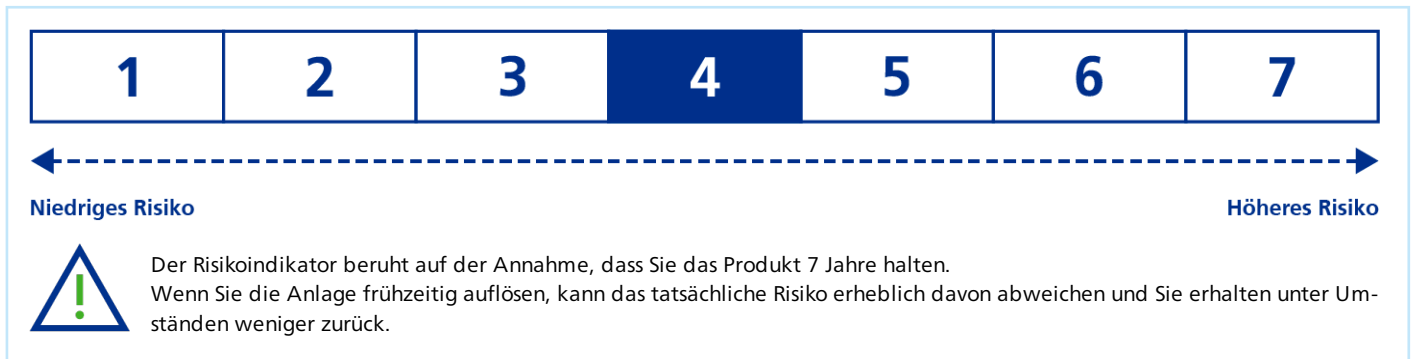 1 2 3 4 5 6 7
Niedriges Risiko Höheres Risiko
!
Der Risikoindikator beruht auf der Annahme, dass Sie das Produkt 7 Jahre halten.
Wenn Sie die Anlage frühzeitig auflösen, kann das tatsächliche Risiko erheblich davon abweichen und Sie erhalten unter Um-
ständen weniger zurück.